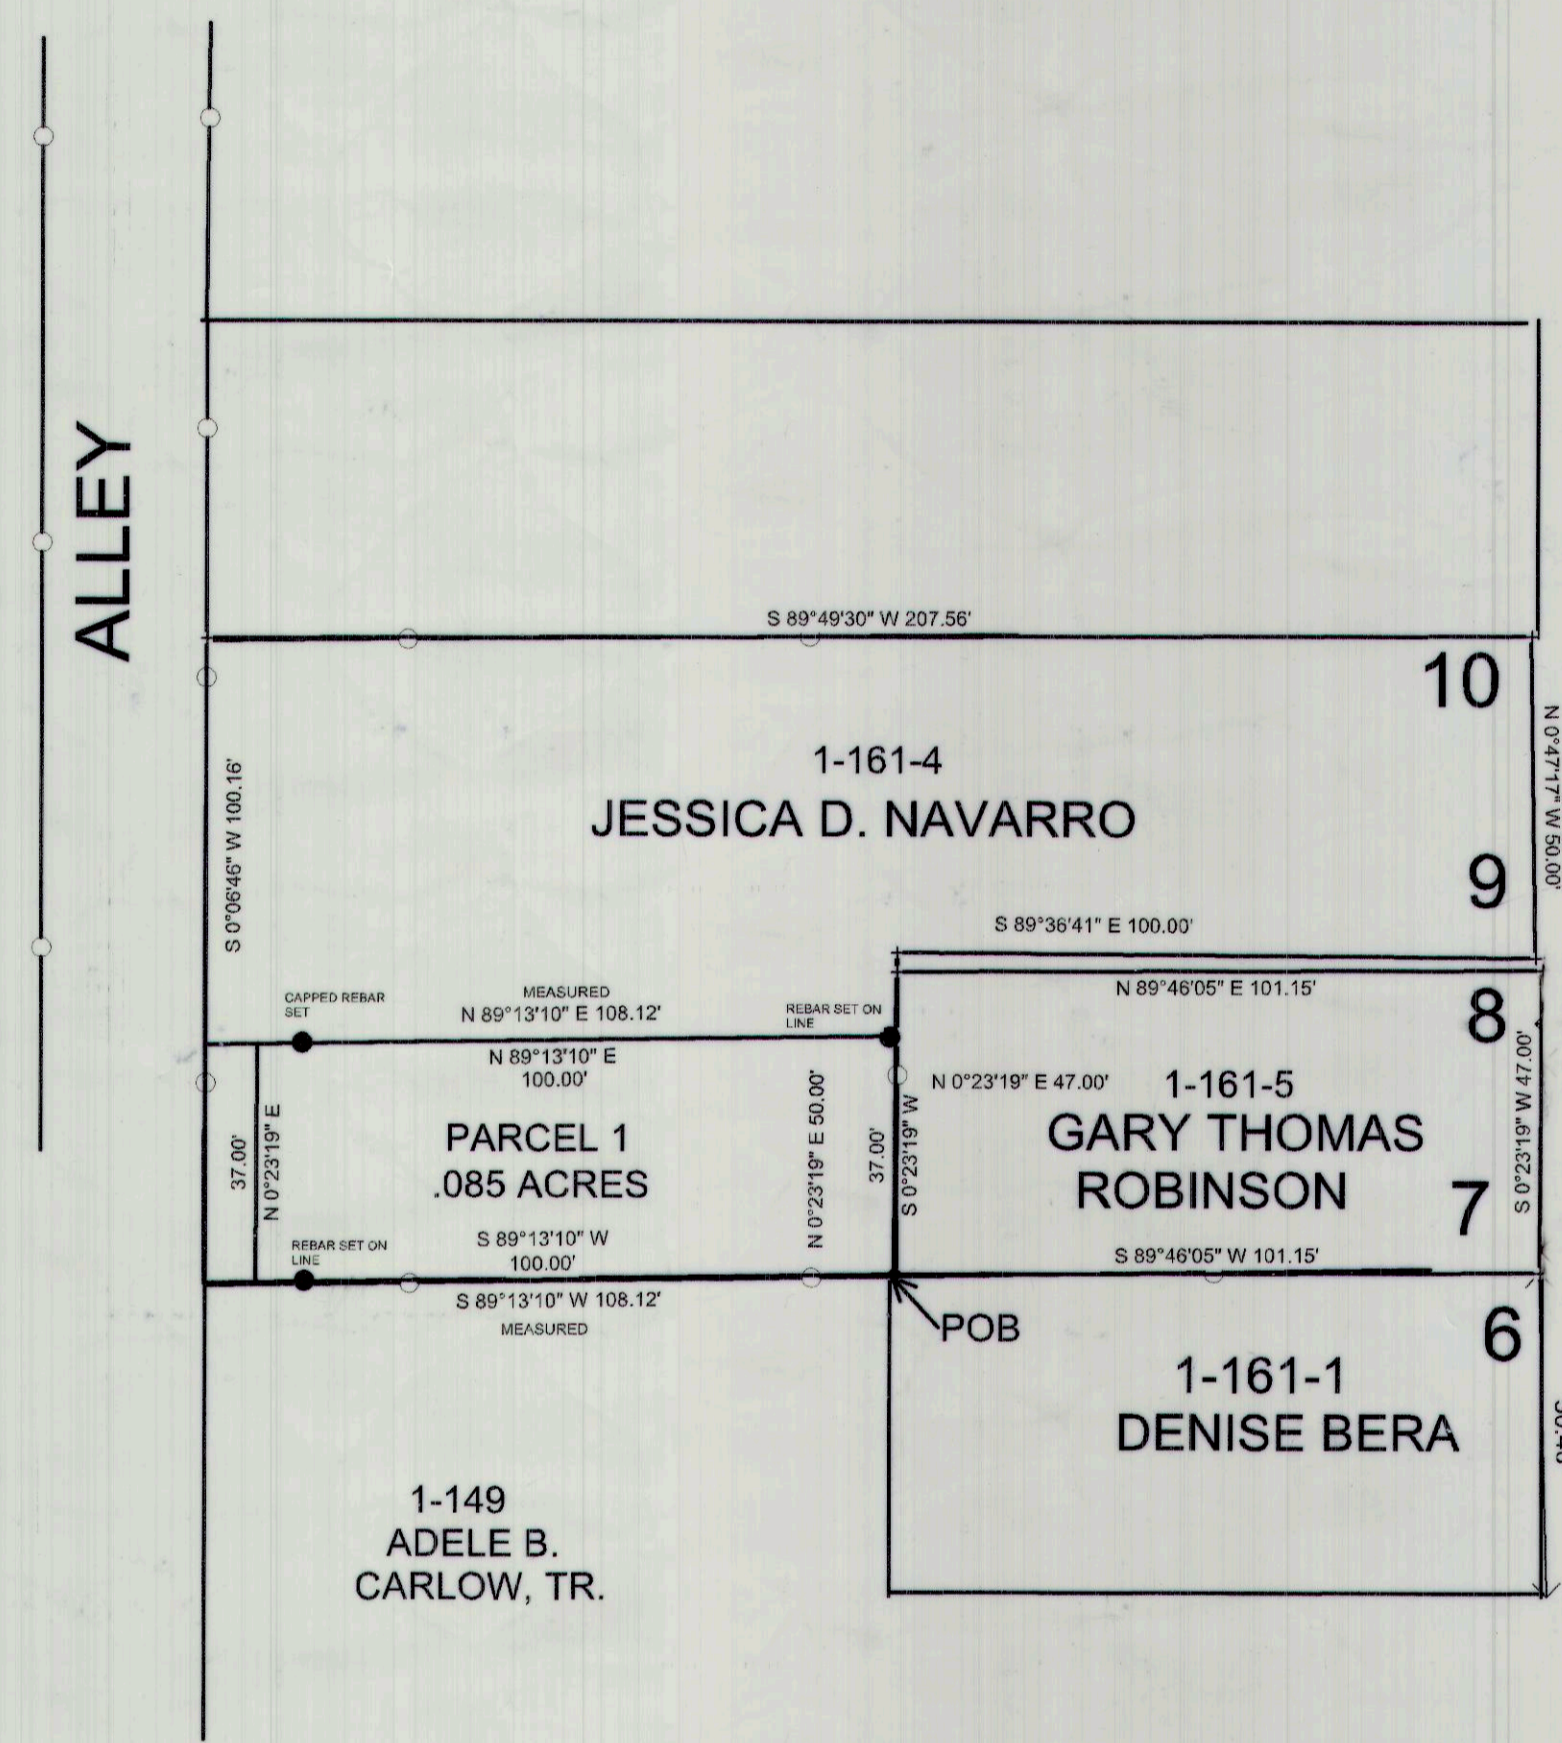 ALLEY
S 89°49'30" W 207.56'
10
N 0°47'17" W 50.00'
1-161-4
JESSICA D. NAVARRO
S 0°06'46" W 100.16'
9
S 89°36'41" E 100.00'
CAPPED REBAR
SET
MEASURED
N 89°13'10" E 108.12'
REBAR SET ON
LINE
N 89°46'05" E 101.15'
8
N 89°13'10" E
100.00'
N 0°23'19" E 47.00'
1-161-5
GARY THOMAS
ROBINSON
S 0°23'19" W 47.00'
37.00'
N 0°23'19" E
PARCEL 1
.085 ACRES
N 0°23'19" E 50.00'
37.00'
S 0°23'19" W
7
REBAR SET ON
LINE
S 89°13'10" W
100.00'
S 89°46'05" W 101.15'
S 89°13'10" W 108.12'
MEASURED
POB
6
1-161-1
DENISE BERA
1-149
ADELE B.
CARLOW, TR.